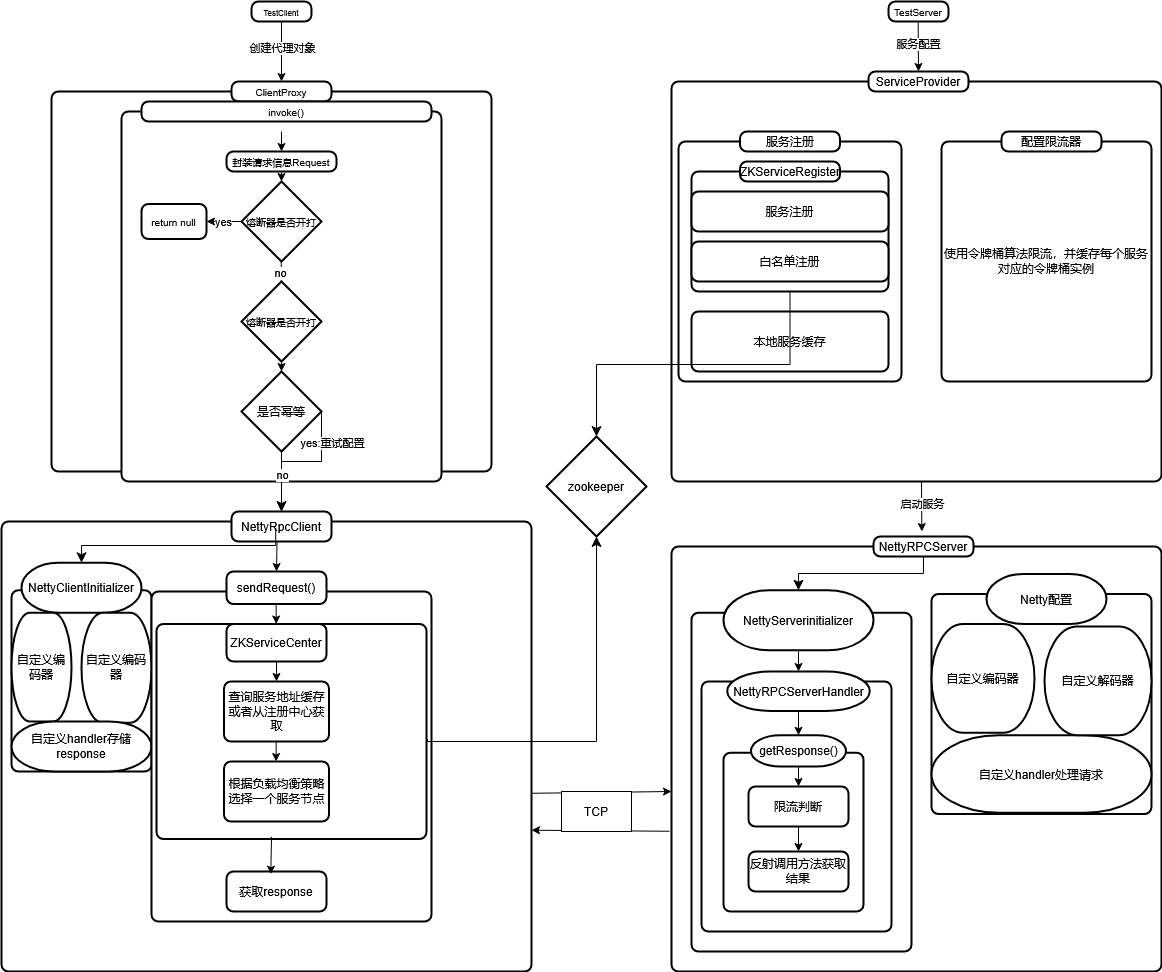 TestClient
创建代理对象
ClientProxy
invoke()
封装请求信息Request
熔断器是否开打
yes
return null
no
熔断器是否开打
是否幂等
yes:重试配置
no
NettyRpcClient
NettyClientInitializer
自定义编
码器
自定义编码
器
自定义handler存储
response
sendRequest()
ZKServiceCenter
查询服务地址缓存
或者从注册中心获
取
根据负载均衡策略
选择一个服务节点
获取response
zookeeper
TCP
TestServer
服务配置
ServiceProvider
服务注册
ZKServiceRegister
服务注册
白名单注册
本地服务缓存
配置限流器
使用令牌桶算法限流，并缓存每个服务
对应的令牌桶实例
启动服务
NettyRPCServer
NettyServerinitializer
NettyRPCServerHandler
getResponse()
限流判断
反射调用方法获取
结果
Netty配置
自定义编码器
自定义解码器
自定义handler处理请求